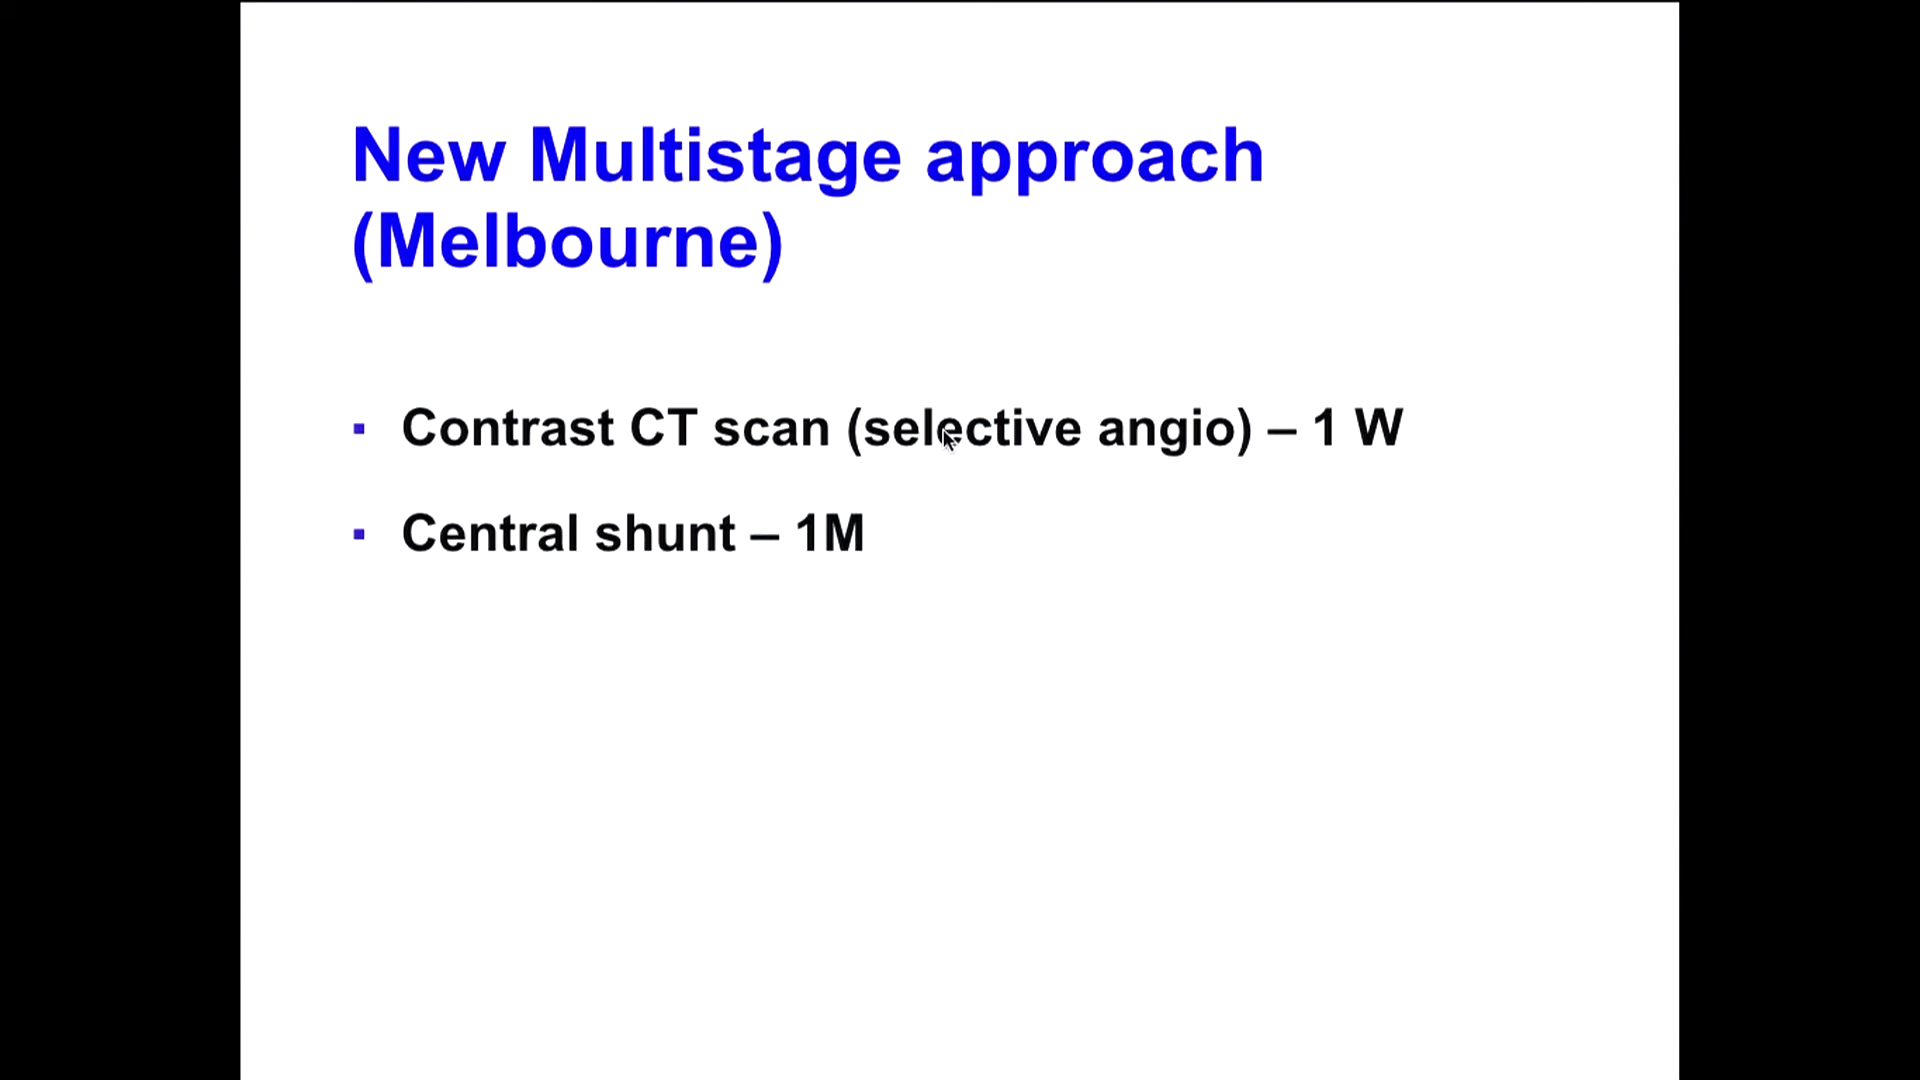 New Multistage approach
(Melbourne)
Contrast CT scan (selective angio) – 1 W
Central shunt – 1M